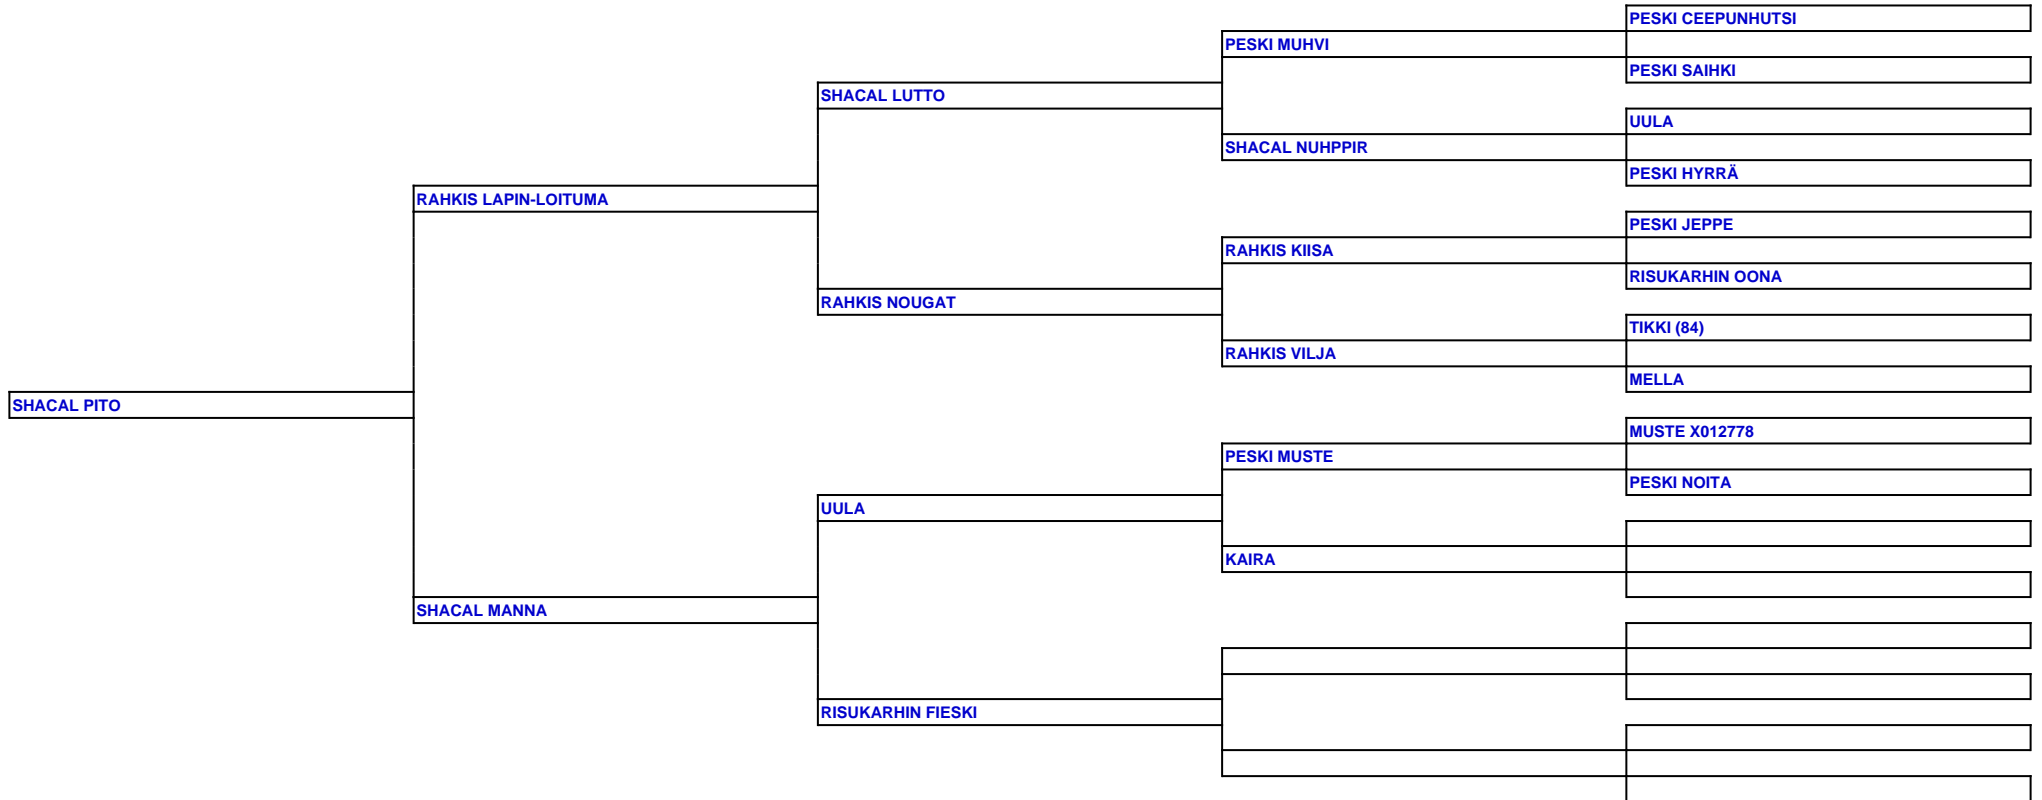 PESKI CEEPUNHUTSI
PESKI MUHVI
PESKI SAIHKI
SHACAL LUTTO
UULA
SHACAL NUHPPIR
PESKI HYRRÄ
RAHKIS LAPIN-LOITUMA
PESKI JEPPE
RAHKIS KIISA
RISUKARHIN OONA
RAHKIS NOUGAT
TIKKI (84)
RAHKIS VILJA
MELLA
SHACAL PITO
MUSTE X012778
PESKI MUSTE
PESKI NOITA
UULA
KAIRA
SHACAL MANNA
RISUKARHIN FIESKI